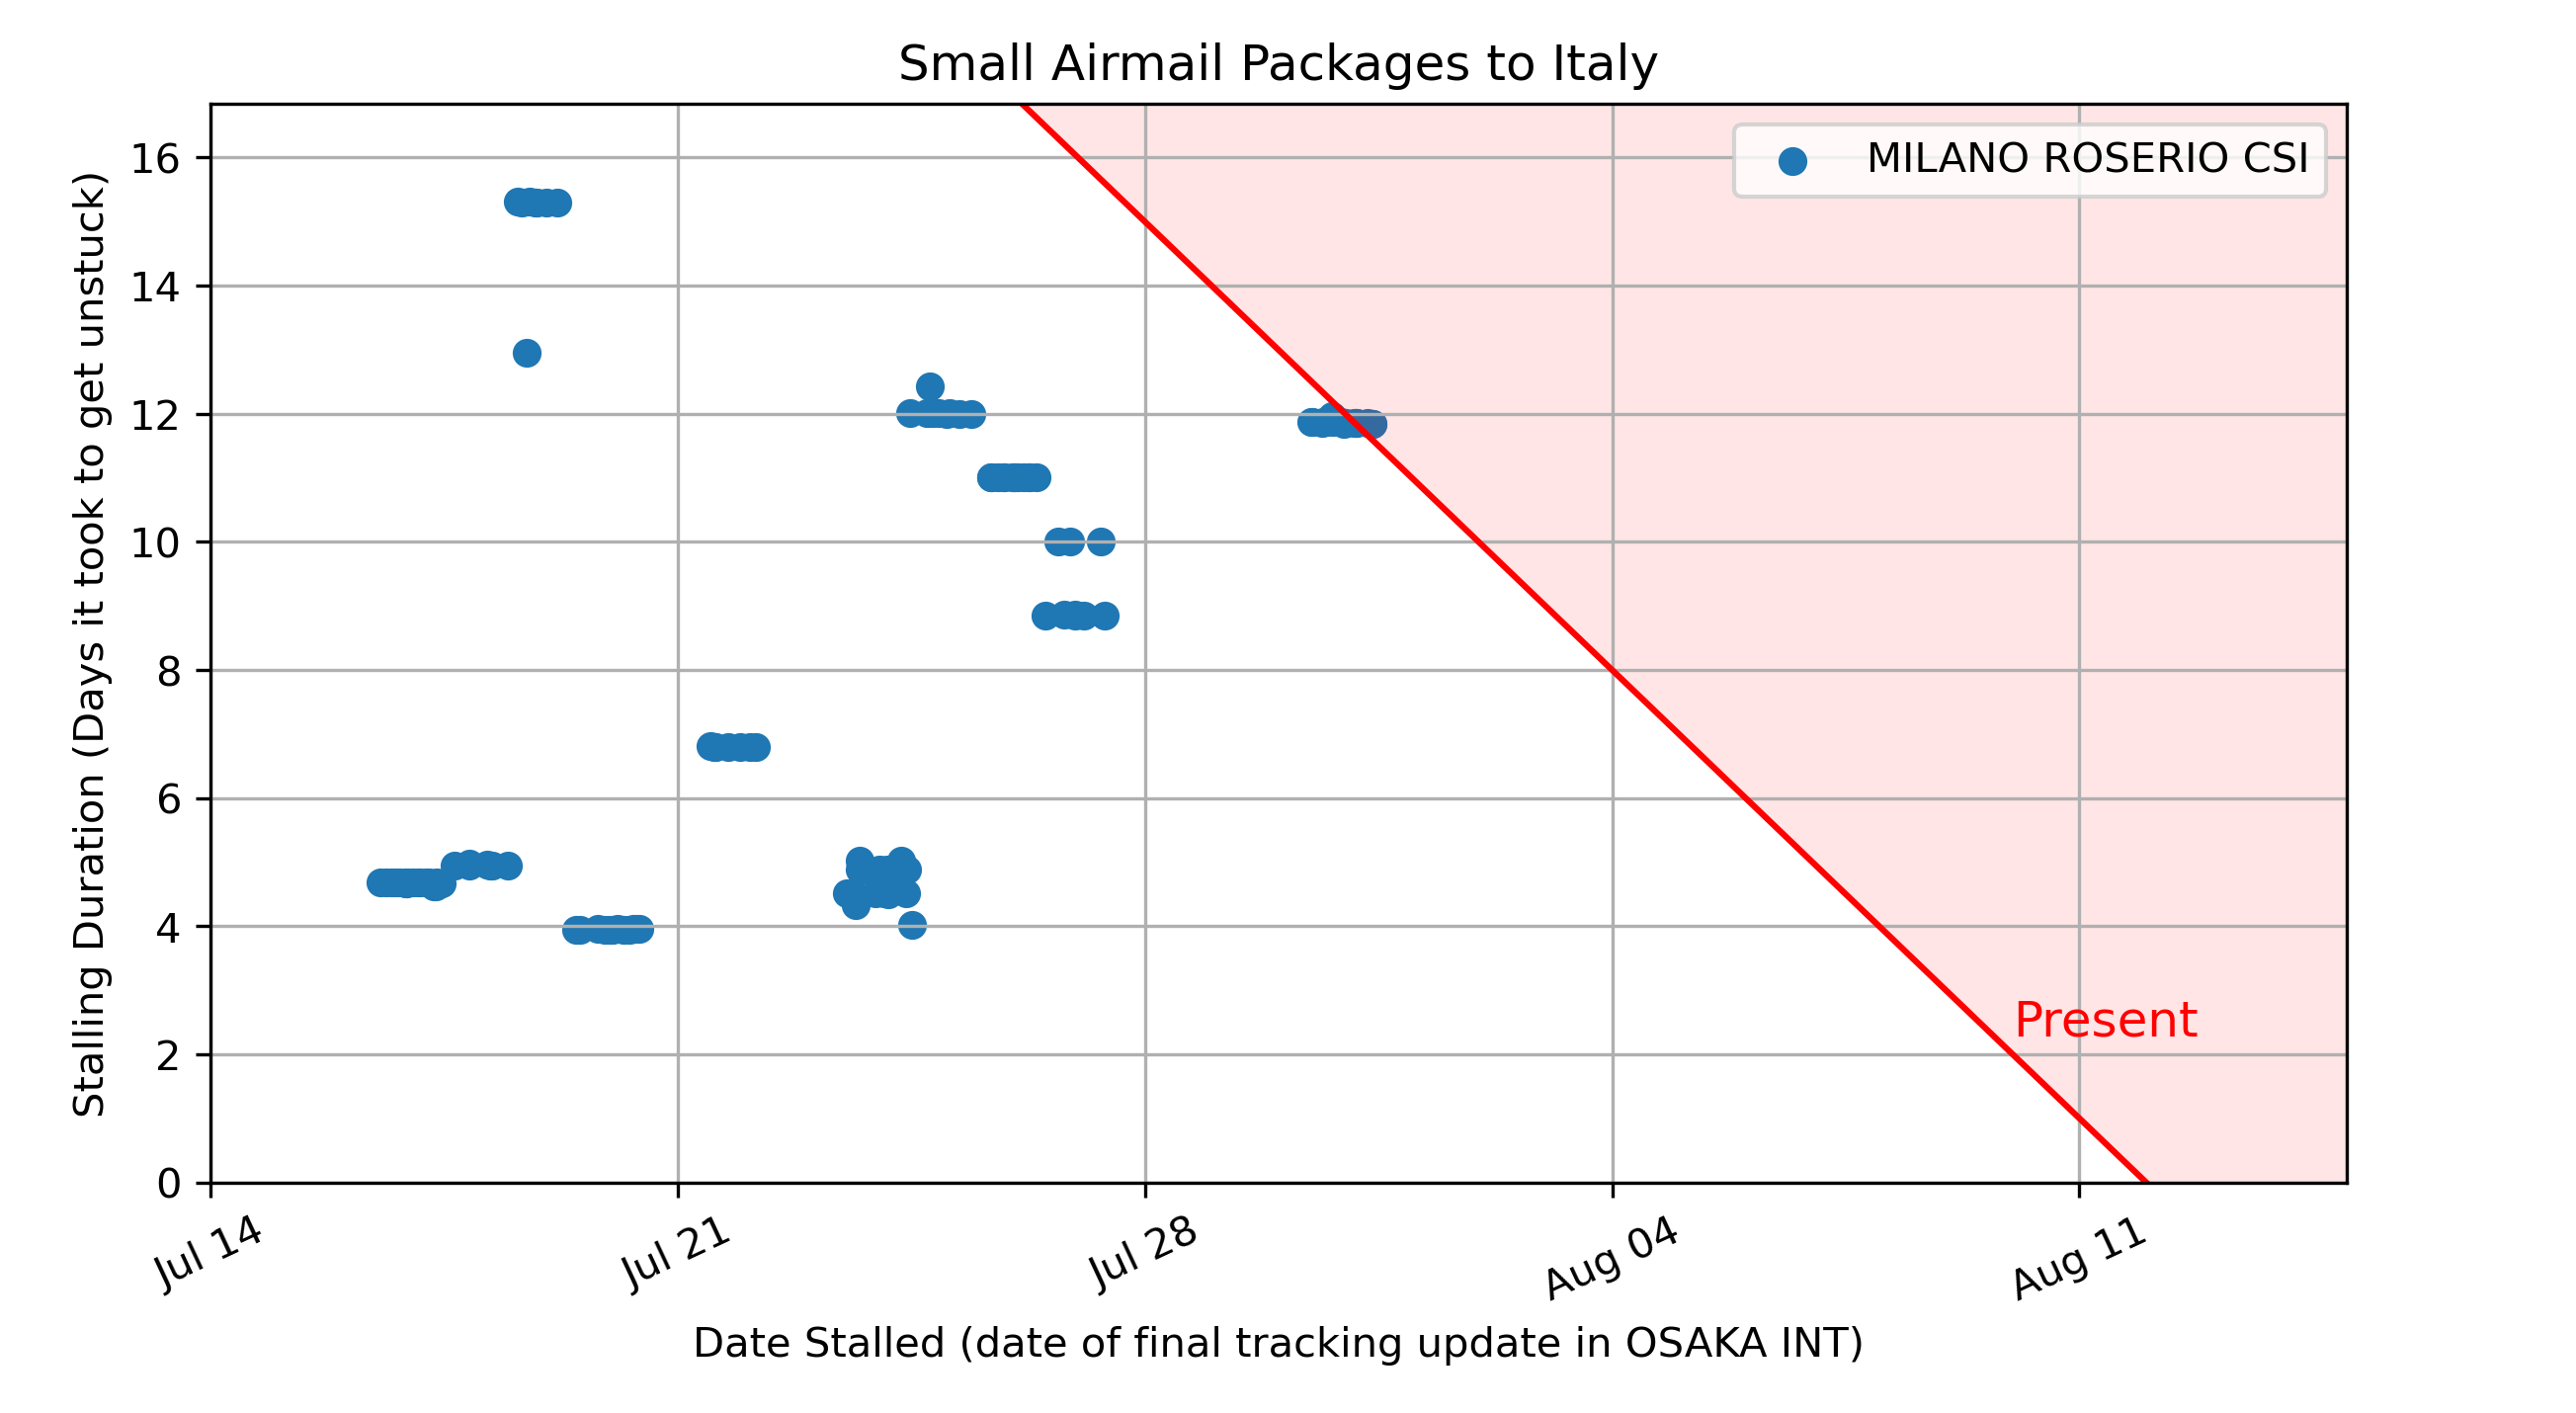 Small Airmail Packages to Italy
MILANO ROSERIO CSI
Stalling Duration (Days it took to get unstuck)
16
14
12
10
8
6
4
2
0
Present
Jul 14
Jul 21
Jul 28
Aug 04
Aug 11
Date Stalled (date of final tracking update in OSAKA INT)